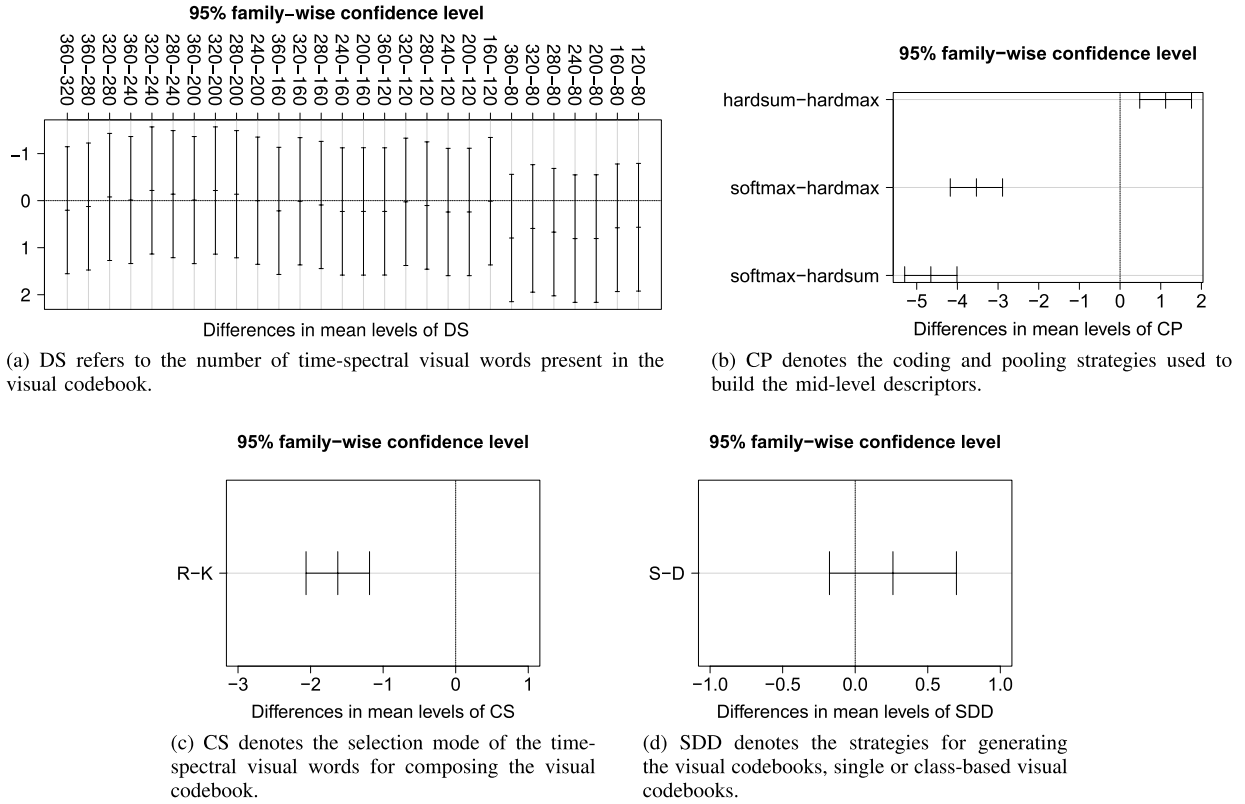 95% family−wise confidence level
360−320
360−280
320−280
360−240
320−240
280−240
360−200
320−200
280−200
240−200
360−160
320−160
280−160
240−160
200−160
360−120
320−120
280−120
240−120
200−120
160−120
360−80
320−80
280−80
240−80
200−80
160−80
120−80
−1
0
1
2
Differences in mean levels of DS
(a) DS refers to the number of time-spectral visual words present in the
visual codebook.
95% family−wise confidence level
hardsum−hardmax
softmax−hardmax
softmax−hardsum
−5 −4 −3 −2 −1 0 1 2
Differences in mean levels of CP
(b) CP denotes the coding and pooling strategies used to
build the mid-level descriptors.
95% family−wise confidence level
R−K
−3 −2 −1 0 1
Differences in mean levels of CS
(c) CS denotes the selection mode of the time-
spectral visual words for composing the visual
codebook.
95% family−wise confidence level
S−D
−1.0 −0.5 0.0 0.5 1.0
Differences in mean levels of SDD
(d) SDD denotes the strategies for generating
the visual codebooks, single or class-based visual
codebooks.